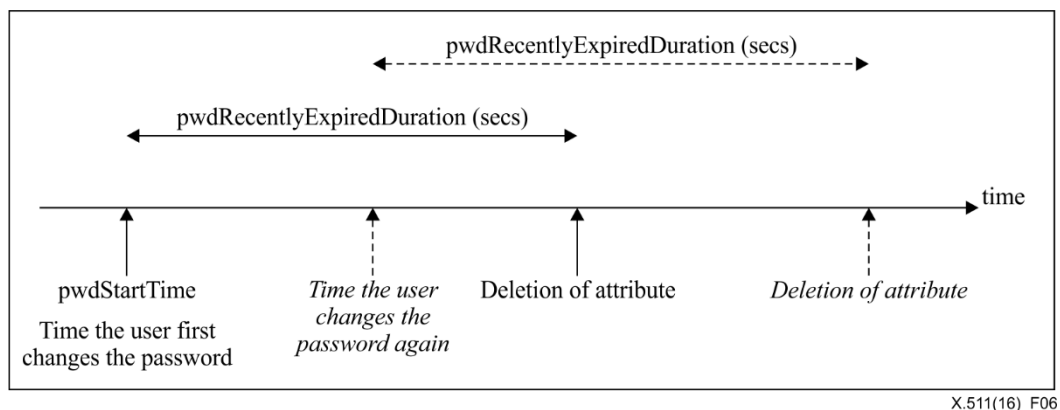 pwdRecentlyExpiredDuration (secs)
pwdRecentlyExpiredDuration (secs)
time
pwdStartTime
Time the user first
changes the password
Time the user
changes the
password again
Deletion of attribute
Deletion of attribute
X.511(16)_F06